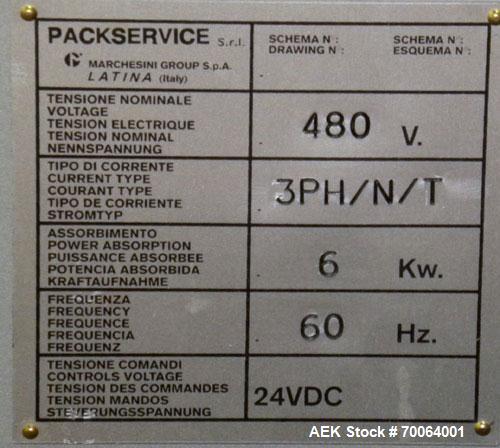 PACKSERVICE S.r.l.
MARCHESINI GROUP S.p.A.
LATINA (Italy)
SCHEMA N°: SCHEMA N°:
DRAWING N°: ESQUEMA N°:
TENSIONE NOMINALE
VOLTAGE
TENSION ELECTRIQUE
TENSION NOMINAL
NENNSPANNUNG
480 V.
TIPO DI CORRENTE
CURRENT TYPE
COURANT TYPE
TIPO DE CORRIENTE
STROMTYP
3PH/N/T
ASSORBIMENTO
POWER ABSORPTION
PUISSANCE ABSORBEE
POTENCIA ABSORBIDA
KRAFTAUFNAHME
6 Kw.
FREQUENZA
FREQUENCY
FREQUENCE
FREQUENCIA
FREQUENZ
60 Hz.
TENSIONE COMANDI
CONTROLS VOLTAGE
TENSION DES COMMANDES
TENSION MANDOS
STEVERUNGSSPANNUNG
24VDC
AEK Stock # 70064001